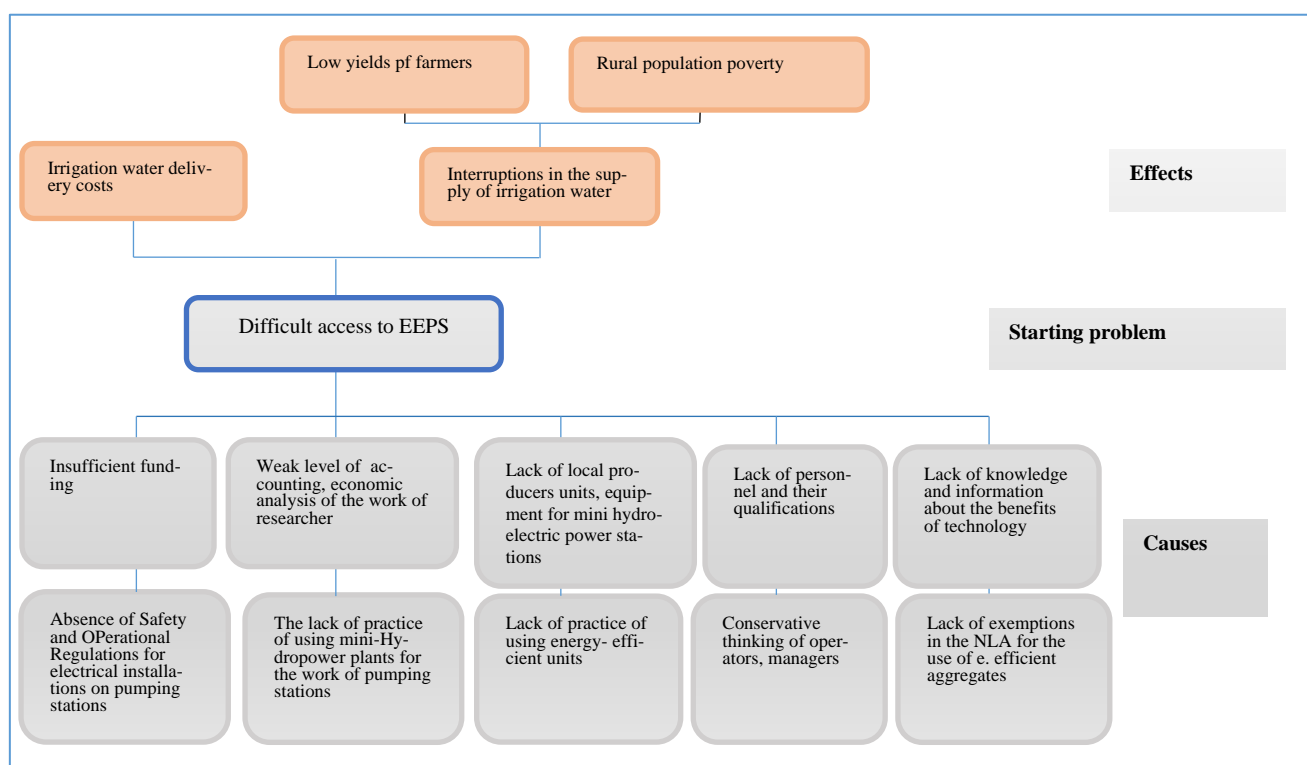 Low yields pf farmers
Rural population poverty
Irrigation water deliv-
ery costs
Interruptions in the sup-
ply of irrigation water
Effects
Difficult access to EEPS
Starting problem
Insufficient fund-
ing
Weak level of ac-
counting, economic
analysis of the work of
researcher
Lack of local pro-
ducers units, equip-
ment for mini hydro-
electric power sta-
tions
Lack of person-
nel and their
qualifications
Lack of knowledge
and information
about the benefits
of technology
Causes
Absence of Safety
and OPerational
Regulations for
electrical installa-
tions on pumping
stations
The lack of practice
of using mini-Hy-
dropower plants for
the work of pumping
stations
Lack of practice of
using energy- effi-
cient units
Conservative
thinking of oper-
ators, managers
Lack of exemptions
in the NLA for the
use of e. efficient
aggregates